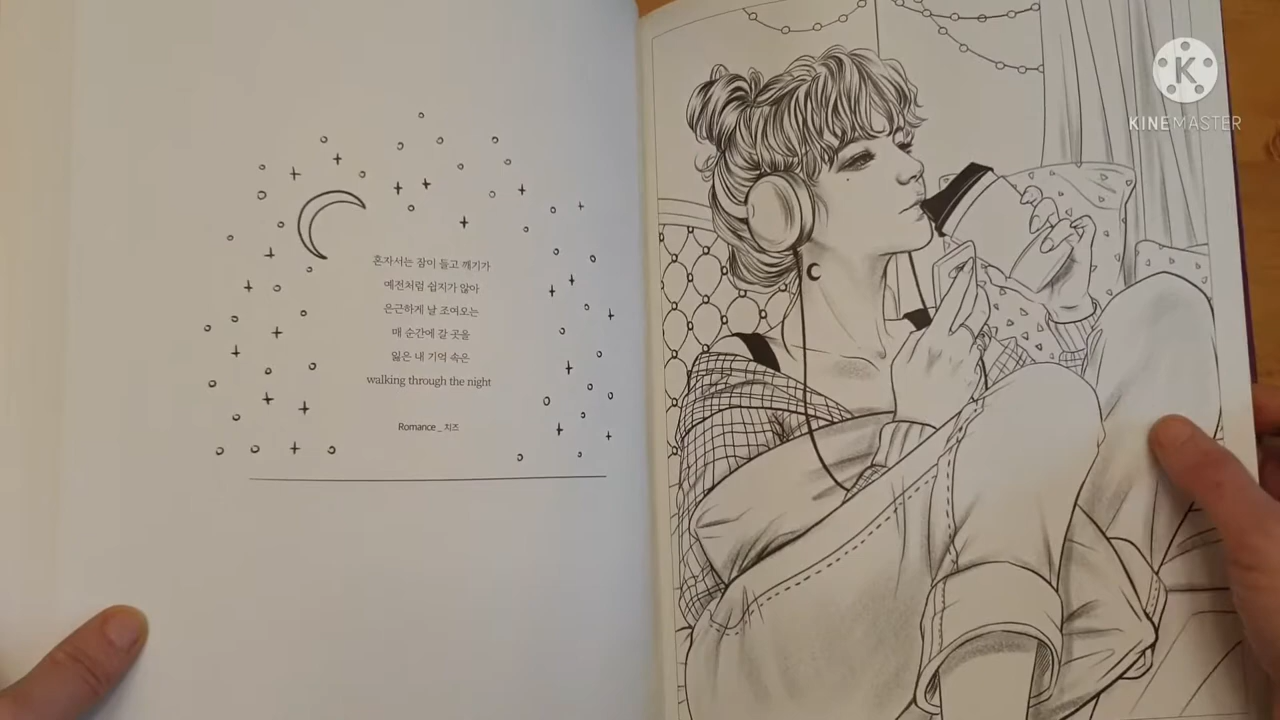 혼자서는 잠이 들고 깨기가
예전처럼 쉽지가 않아
은근하게 날 조여오는
매 순간에 갈 곳을
잃은 내 기억 속은
walking through the night
Romance _ 치즈
K
KINEMASTER